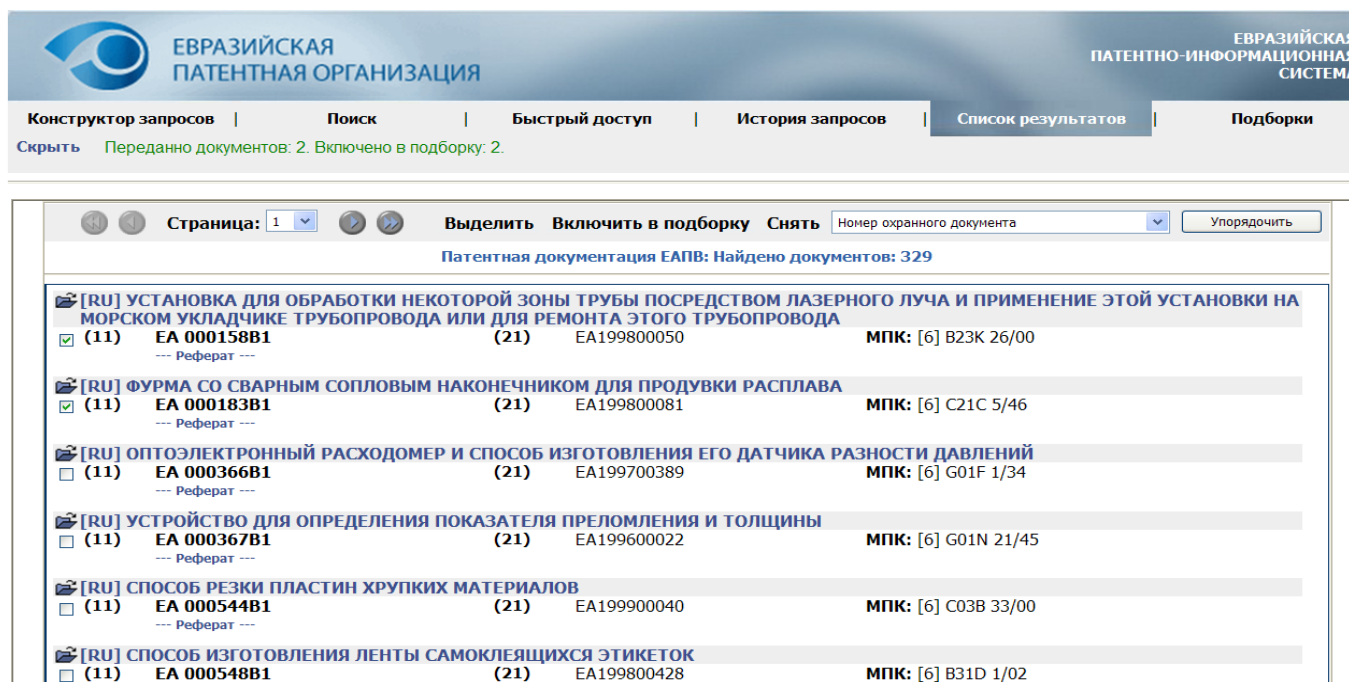 ЕВРАЗИЙСКАЯ
ПАТЕНТНАЯ ОРГАНИЗАЦИЯ
ЕВРАЗИЙСКАЯ
ПАТЕНТНО-ИНФОРМАЦИОННАЯ
СИСТЕМА
Конструктор запросов | Поиск | Быстрый доступ | История запросов | Список результатов | Подборки
Скрыть Переданно документов: 2. Включено в подборку: 2.
Страница: 1 Выделить Включить в подборку Снять Номер охранного документа Упорядочить
Патентная документация ЕАПВ: Найдено документов: 329
[RU] УСТАНОВКА ДЛЯ ОБРАБОТКИ НЕКОТОРОЙ ЗОНЫ ТРУБЫ ПОСРЕДСТВОМ ЛАЗЕРНОГО ЛУЧА И ПРИМЕНЕНИЕ ЭТОЙ УСТАНОВКИ НА
МОРСКОМ УКЛАДЧИКЕ ТРУБОПРОВОДА ИЛИ ДЛЯ РЕМОНТА ЭТОГО ТРУБОПРОВОДА
(11) EA 000158B1 (21) EA199800050 МПК: [6] B23K 26/00
--- Реферат ---
[RU] ФУРМА СО СВАРНЫМ СОПЛОВЫМ НАКОНЕЧНИКОМ ДЛЯ ПРОДУВКИ РАСПЛАВА
(11) EA 000183B1 (21) EA199800081 МПК: [6] C21C 5/46
--- Реферат ---
[RU] ОПТОЭЛЕКТРОННЫЙ РАСХОДОМЕР И СПОСОБ ИЗГОТОВЛЕНИЯ ЕГО ДАТЧИКА РАЗНОСТИ ДАВЛЕНИЙ
(11) EA 000366B1 (21) EA199700389 МПК: [6] G01F 1/34
--- Реферат ---
[RU] УСТРОЙСТВО ДЛЯ ОПРЕДЕЛЕНИЯ ПОКАЗАТЕЛЯ ПРЕЛОМЛЕНИЯ И ТОЛЩИНЫ
(11) EA 000367B1 (21) EA199600022 МПК: [6] G01N 21/45
--- Реферат ---
[RU] СПОСОБ РЕЗКИ ПЛАСТИН ХРУПКИХ МАТЕРИАЛОВ
(11) EA 000544B1 (21) EA199900040 МПК: [6] C03B 33/00
--- Реферат ---
[RU] СПОСОБ ИЗГОТОВЛЕНИЯ ЛЕНТЫ САМОКЛЕЯЩИХСЯ ЭТИКЕТОК
(11) EA 000548B1 (21) EA199800428 МПК: [6] B31D 1/02